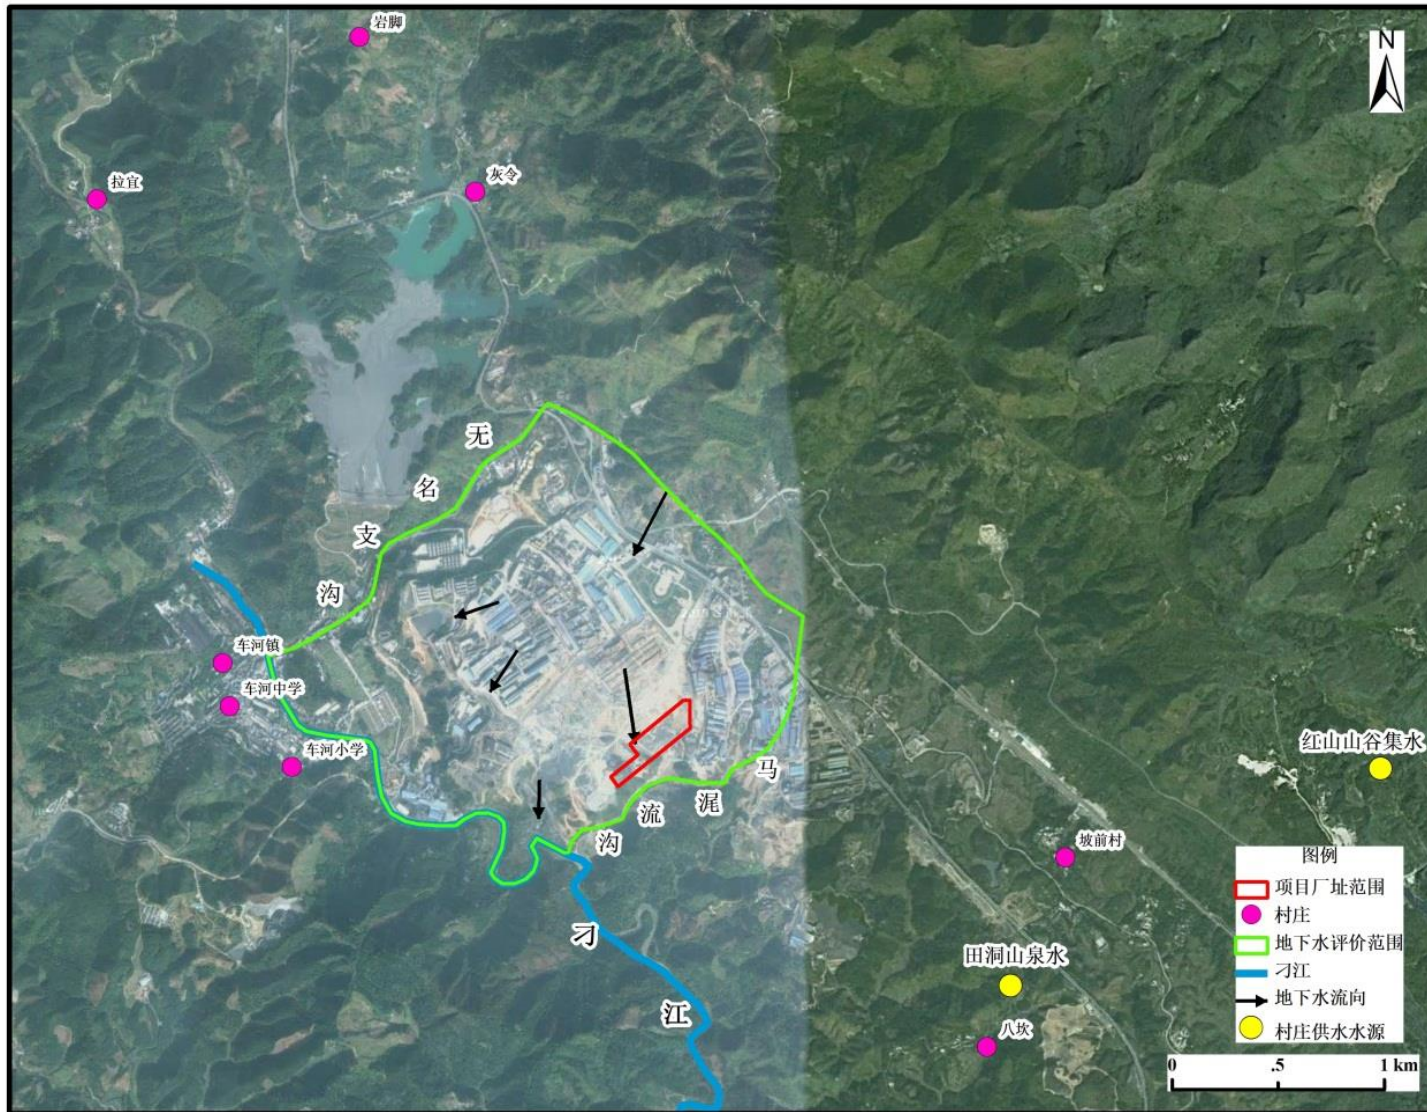 岩脚
N
拉宜
灰令
无名支沟
车河镇
车河中学
车河小学
马浘流沟
红山山谷集水
坡前村
田洞山泉水
八坎
刁江
图例
项目厂址范围
村庄
地下水评价范围
刁江
地下水流向
村庄供水水源
0 .5 1 km